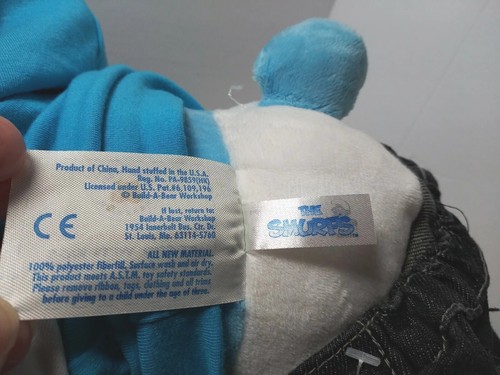 Product of China, Hand stuffed in the U.S.A.
Reg. No. PA-9859(HK)
Licensed under U.S. Pat.#6,109,196
© Build-A-Bear Workshop
CE
If lost, return to:
Build-A-Bear Workshop
1954 Innerbelt Bus. Ctr. Dr.
St. Louis, Mo. 63114-5760
ALL NEW MATERIAL.
100% polyester fiberfill. Surface wash and air dry.
This product meets A.S.T.M. toy safety standards.
Please remove ribbon, tags, clothing and all trims
before giving to a child under the age of three.
THE
SMURFS